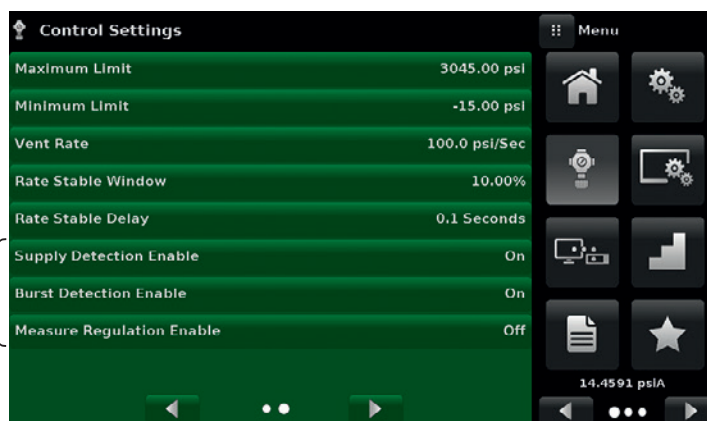 Control Settings
Menu
Maximum Limit 3045.00 psi
Minimum Limit -15.00 psi
Vent Rate 100.0 psi/Sec
Rate Stable Window 10.00%
Rate Stable Delay 0.1 Seconds
Supply Detection Enable On
Burst Detection Enable On
Measure Regulation Enable Off
14.4591 psiA